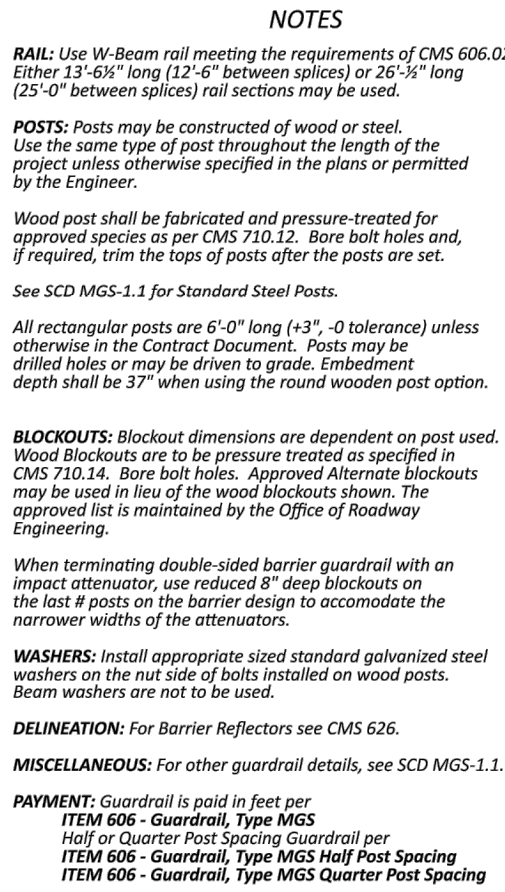 NOTES
RAIL: Use W-Beam rail meeting the requirements of CMS 606.02
Either 13'-6½" long (12'-6" between splices) or 26'-½" long
(25'-0" between splices) rail sections may be used.
POSTS: Posts may be constructed of wood or steel.
Use the same type of post throughout the length of the
project unless otherwise specified in the plans or permitted
by the Engineer.
Wood post shall be fabricated and pressure-treated for
approved species as per CMS 710.12. Bore bolt holes and,
if required, trim the tops of posts after the posts are set.
See SCD MGS-1.1 for Standard Steel Posts.
All rectangular posts are 6'-0" long (+3", -0 tolerance) unless
otherwise in the Contract Document. Posts may be
drilled holes or may be driven to grade. Embedment
depth shall be 37" when using the round wooden post option.
BLOCKOUTS: Blockout dimensions are dependent on post used.
Wood Blockouts are to be pressure treated as specified in
CMS 710.14. Bore bolt holes. Approved Alternate blockouts
may be used in lieu of the wood blockouts shown. The
approved list is maintained by the Office of Roadway
Engineering.
When terminating double-sided barrier guardrail with an
impact attenuator, use reduced 8" deep blockouts on
the last # posts on the barrier design to accomodate the
narrower widths of the attenuators.
WASHERS: Install appropriate sized standard galvanized steel
washers on the nut side of bolts installed on wood posts.
Beam washers are not to be used.
DELINEATION: For Barrier Reflectors see CMS 626.
MISCELLANEOUS: For other guardrail details, see SCD MGS-1.1.
PAYMENT: Guardrail is paid in feet per
ITEM 606 - Guardrail, Type MGS
Half or Quarter Post Spacing Guardrail per
ITEM 606 - Guardrail, Type MGS Half Post Spacing
ITEM 606 - Guardrail, Type MGS Quarter Post Spacing